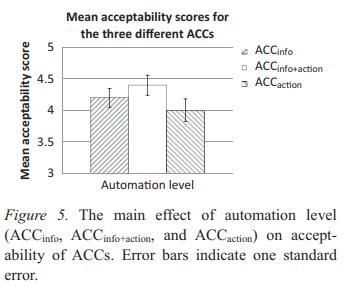 Mean acceptability scores for
the three different ACCs
Mean acceptability score
5
4.5
4
3.5
3
Automation level
ACCinfo
ACCinfo+action
ACCaction
Figure 5. The main effect of automation level
(ACCinfo, ACCinfo+action, and ACCaction) on accept-
ability of ACCs. Error bars indicate one standard
error.